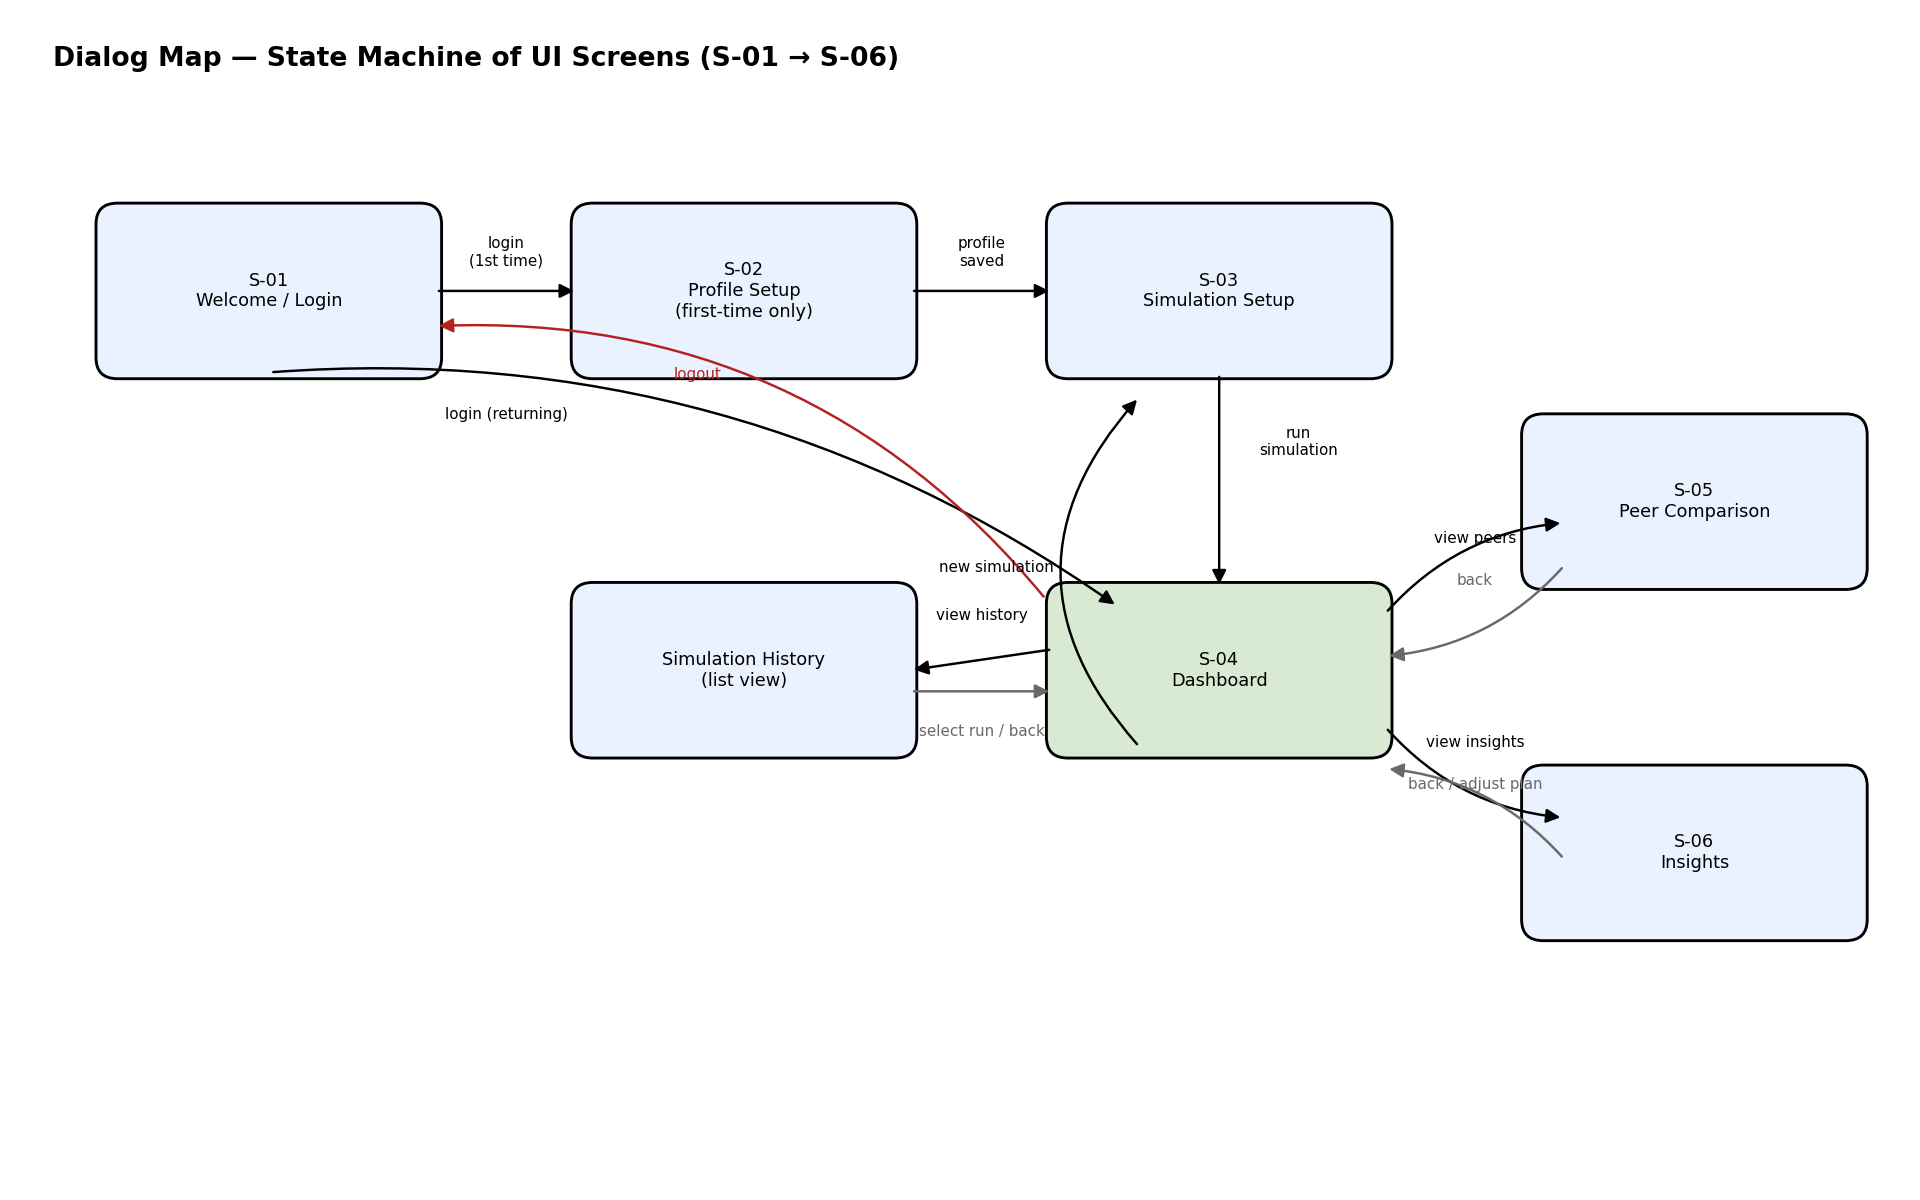 Dialog Map — State Machine of UI Screens (S-01 → S-06)
login
(1st time)
profile
saved
S-01
Welcome / Login
S-02
Profile Setup
(first-time only)
S-03
Simulation Setup
logout
login (returning)
run
simulation
S-05
Peer Comparison
view peers
back
new simulation
view history
Simulation History
(list view)
S-04
Dashboard
select run / back
view insights
back / adjust plan
S-06
Insights